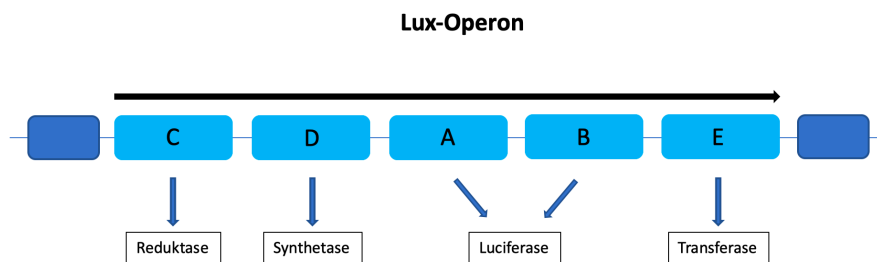 Lux-Operon
C D A B E
Reduktase Synthetase Luciferase Transferase